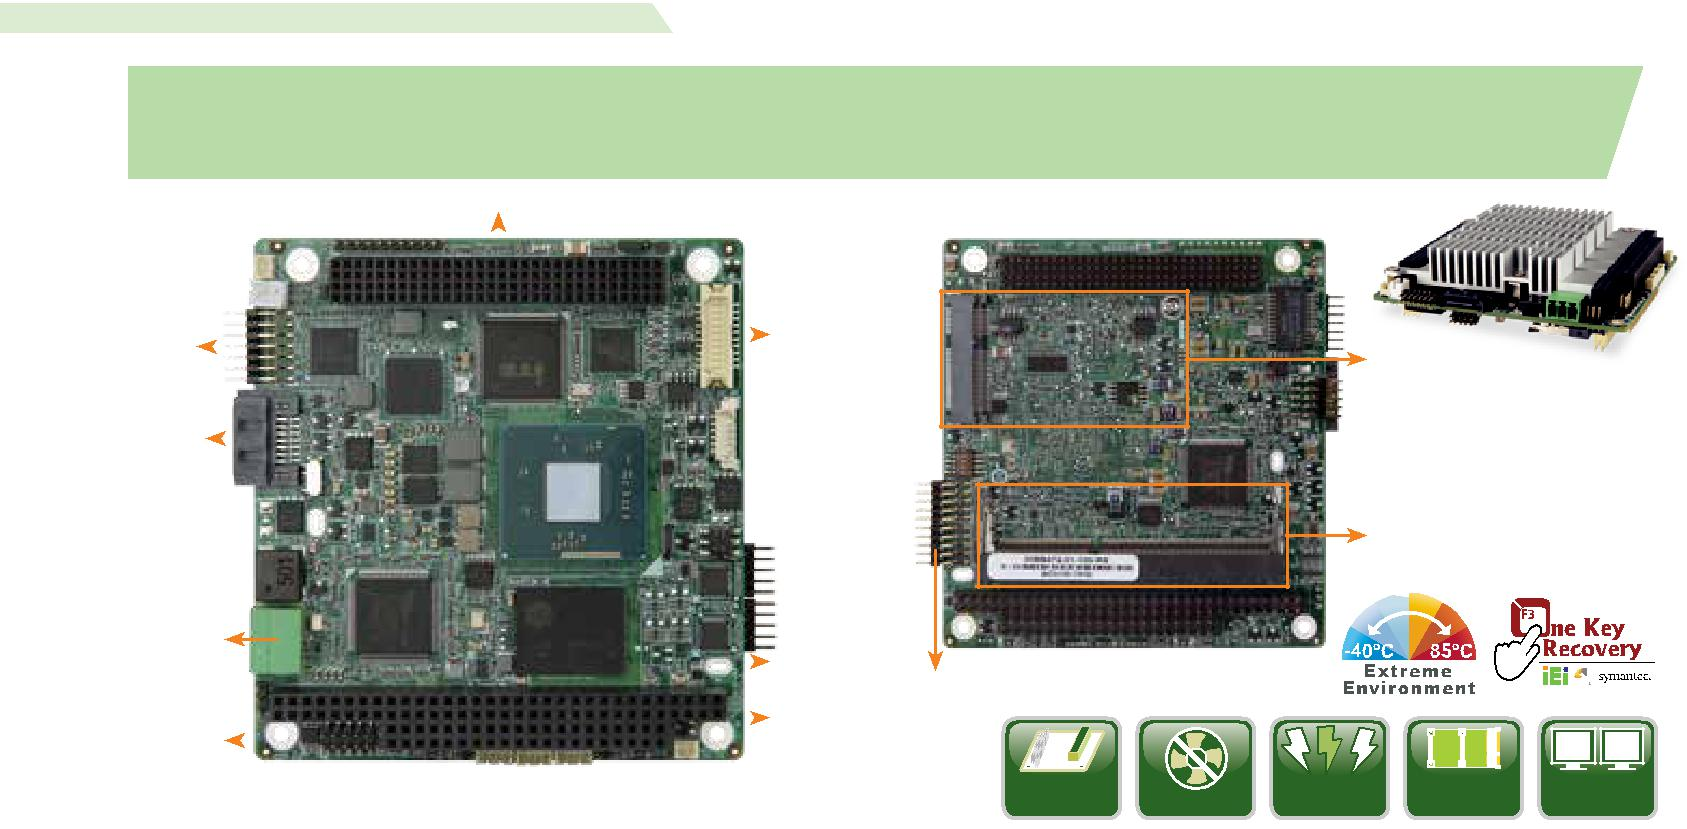 501
-40°C
85°C
Extreme
Environment
F3
One Key
Recovery
iEi
symantec.